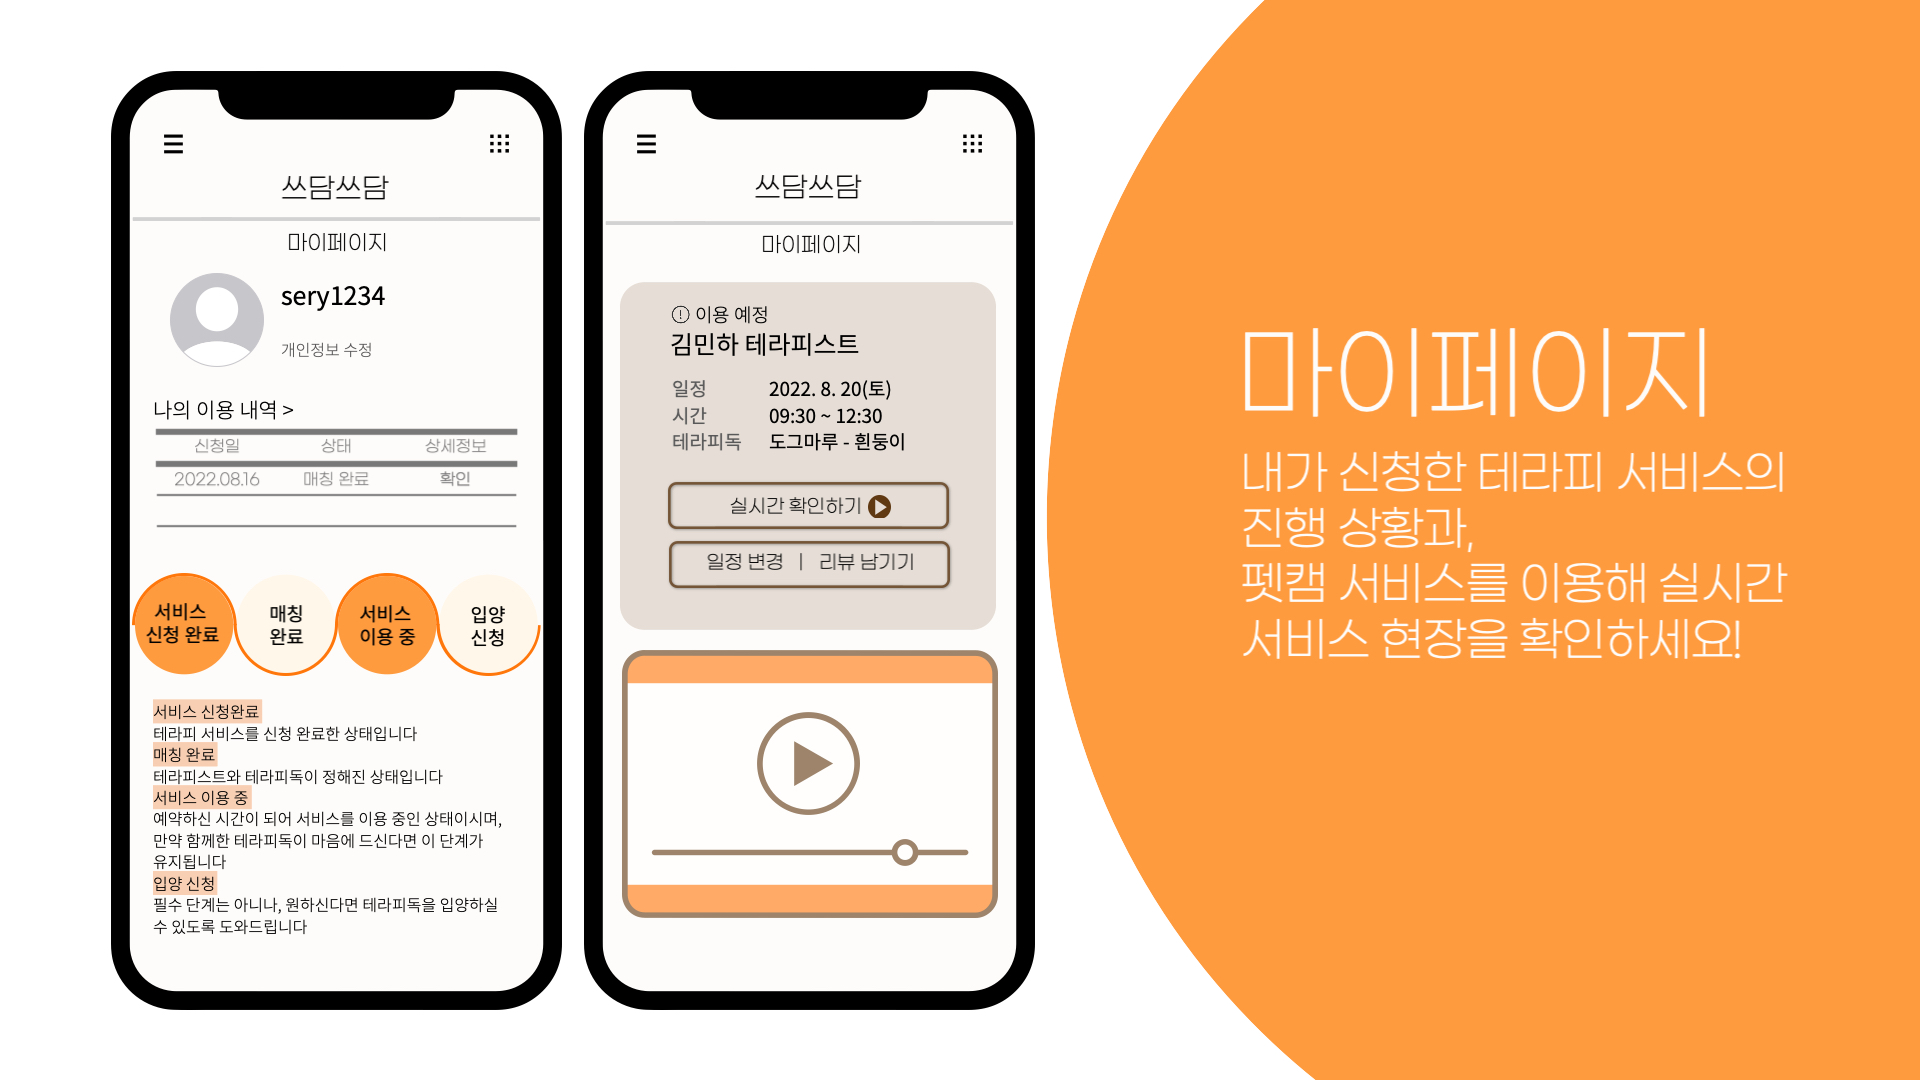 쓰담쓰담
마이페이지
sery1234
개인정보 수정
나의 이용 내역 >
신청일 상태 상세정보
2022.08.16 매칭 완료 확인
서비스
신청 완료
매칭
완료
서비스
이용 중
입양
신청
서비스 신청완료
테라피 서비스를 신청 완료한 상태입니다
매칭 완료
테라피스트와 테라피독이 정해진 상태입니다
서비스 이용 중
예약하신 시간이 되어 서비스를 이용 중인 상태이시며,
만약 함께한 테라피독이 마음에 드신다면 이 단계가
유지됩니다
입양 신청
필수 단계는 아니나, 원하신다면 테라피독을 입양하실
수 있도록 도와드립니다
쓰담쓰담
마이페이지
이용 예정
김민하 테라피스트
일정 2022. 8. 20(토)
시간 09:30 ~ 12:30
테라피독 도그마루 - 흰둥이
실시간 확인하기
일정 변경 | 리뷰 남기기
마이페이지
내가 신청한 테라피 서비스의
진행 상황과,
펫캠 서비스를 이용해 실시간
서비스 현장을 확인하세요!